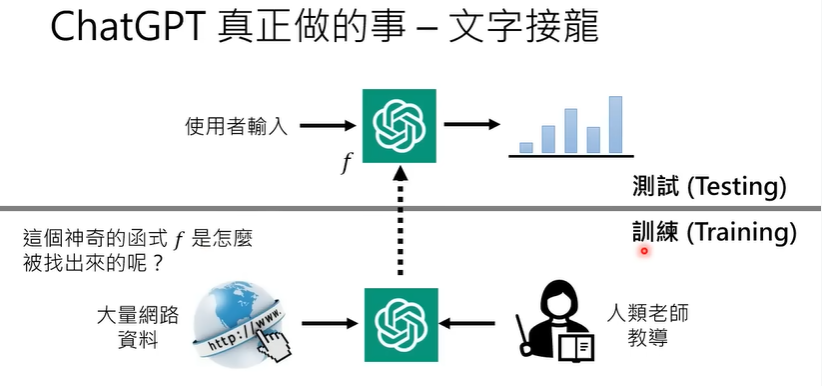 ChatGPT 真正做的事 – 文字接龍
使用者輸入
f
測試 (Testing)
訓練 (Training)
這個神奇的函式 f 是怎麼
被找出來的呢？
大量網路
資料
http://www.
人類老師
教導